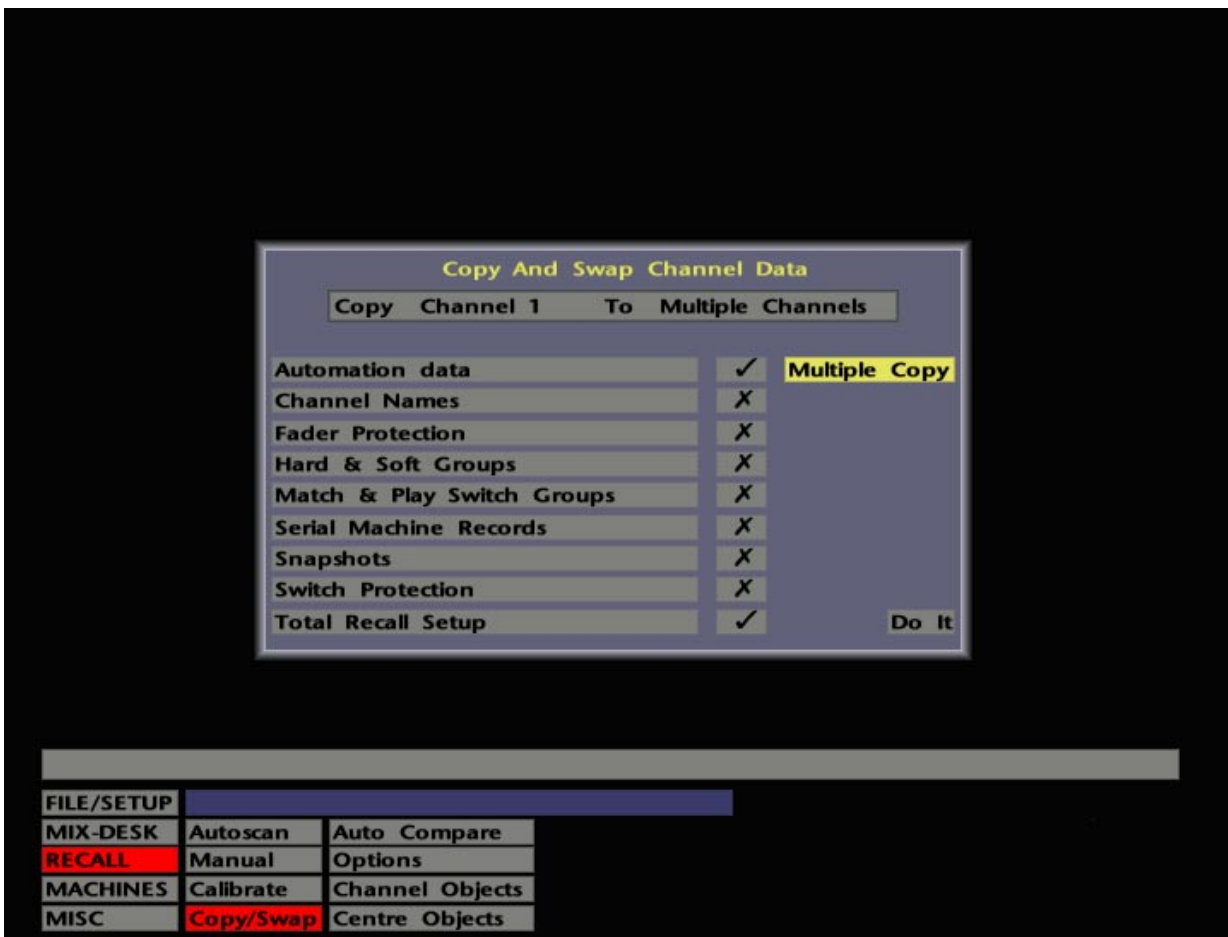 Copy And Swap Channel Data
Copy Channel 1 To Multiple Channels
Automation data ✓ Multiple Copy
Channel Names ✗
Fader Protection ✗
Hard & Soft Groups ✗
Match & Play Switch Groups ✗
Serial Machine Records ✗
Snapshots ✗
Switch Protection ✗
Total Recall Setup ✓ Do It
FILE/SETUP
MIX-DESK Autoscan Auto Compare
RECALL Manual Options
MACHINES Calibrate Channel Objects
MISC Copy/Swap Centre Objects